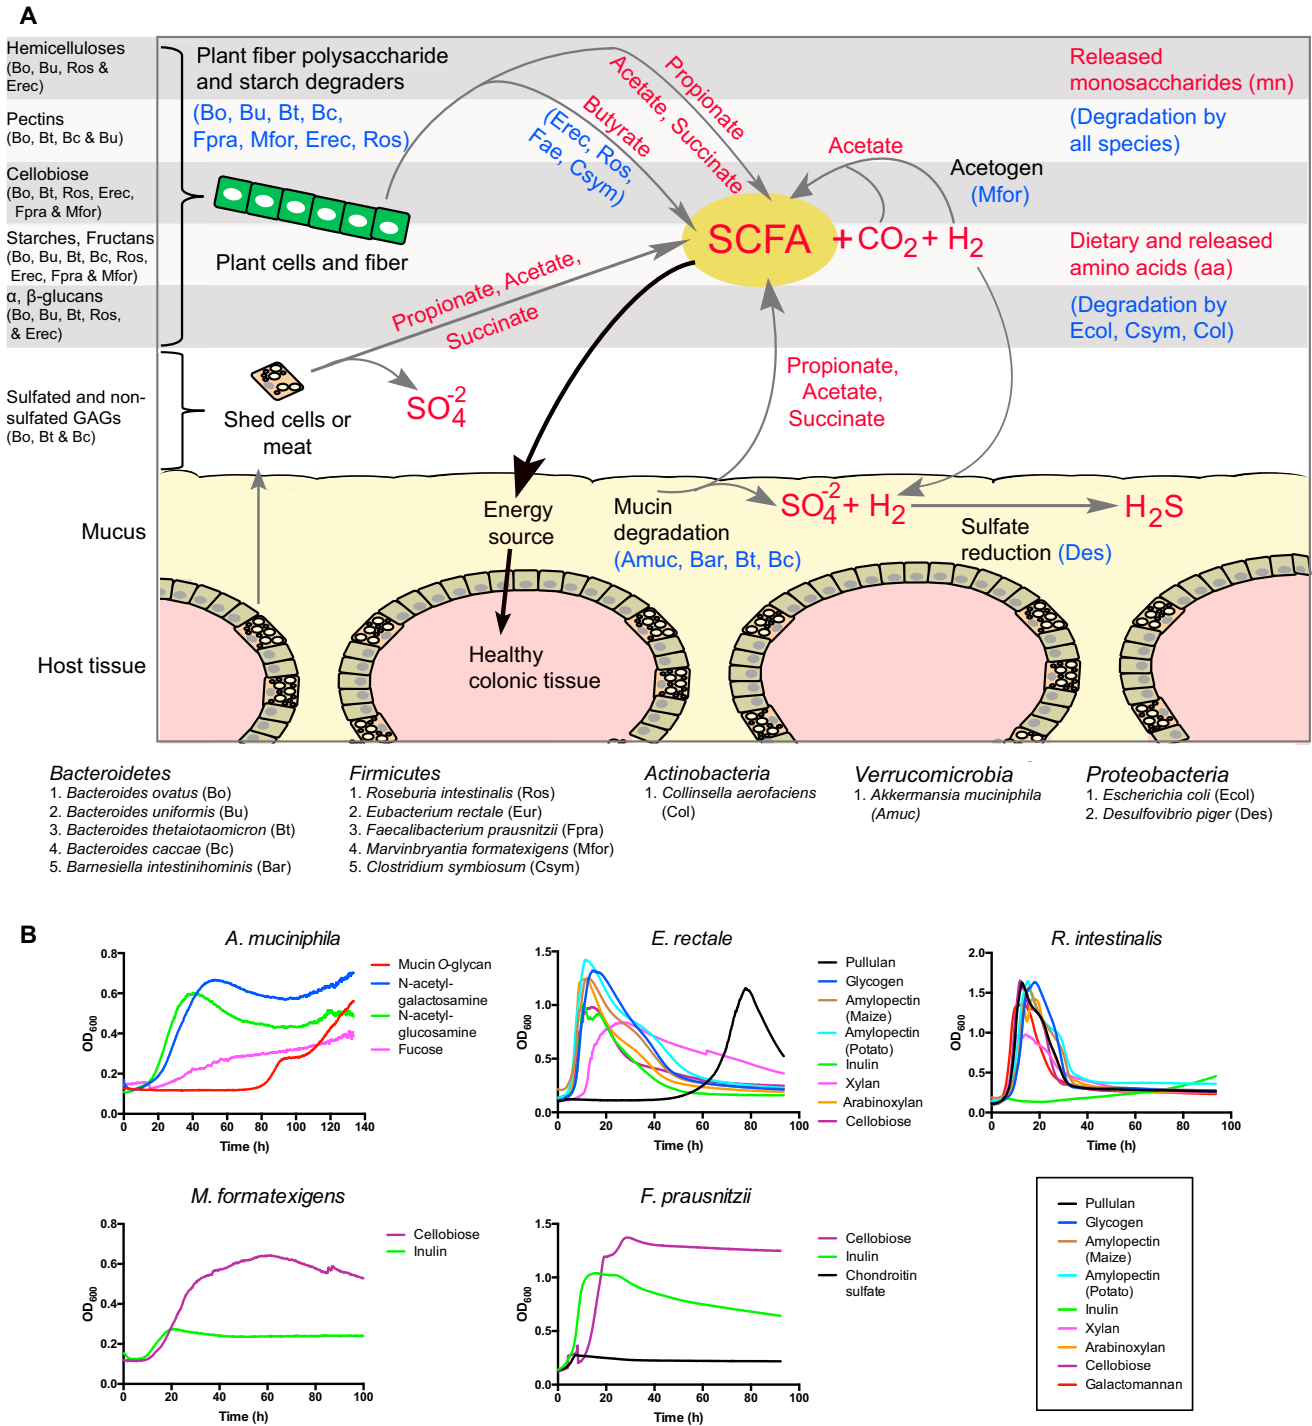 A
Hemicelluloses
(Bo, Bu, Ros &
Erec)
Pectins
(Bo, Bt, Bc & Bu)
Cellobiose
(Bo, Bt, Ros, Erec,
Fpra & Mfor)
Starches, Fructans
(Bo, Bu, Bt, Bc, Ros,
Erec, Fpra & Mfor)
α, β-glucans
(Bo, Bu, Bt, Ros,
& Erec)
Sulfated and non-
sulfated GAGs
(Bo, Bt & Bc)
Mucus
Host tissue
Plant fiber polysaccharide
and starch degraders
(Bo, Bu, Bt, Bc,
Fpra, Mfor, Erec, Ros)
Plant cells and fiber
Propionate
Acetate, Succinate
Butyrate
(Erec, Ros,
Fae, Csym)
Acetate
Acetogen
(Mfor)
Released
monosaccharides (mn)
(Degradation by
all species)
SCFA + CO2 + H2
Dietary and released
amino acids (aa)
(Degradation by
Ecol, Csym, Col)
Propionate, Acetate,
Succinate
Shed cells or
meat
SO4-2
Propionate,
Acetate,
Succinate
Energy
source
Mucin
degradation
(Amuc, Bar, Bt, Bc)
SO4-2 + H2
Sulfate
reduction (Des)
H2S
Healthy
colonic tissue
Bacteroidetes
1. Bacteroides ovatus (Bo)
2. Bacteroides uniformis (Bu)
3. Bacteroides thetaiotaomicron (Bt)
4. Bacteroides caccae (Bc)
5. Barnesiella intestinihominis (Bar)
Firmicutes
1. Roseburia intestinalis (Ros)
2. Eubacterium rectale (Eur)
3. Faecalibacterium prausnitzii (Fpra)
4. Marvinbryantia formatexigens (Mfor)
5. Clostridium symbiosum (Csym)
Actinobacteria
1. Collinsella aerofaciens
(Col)
Verrucomicrobia
1. Akkermansia muciniphila
(Amuc)
Proteobacteria
1. Escherichia coli (Ecol)
2. Desulfovibrio piger (Des)
B
A. muciniphila
OD600
0.8
0.6
0.4
0.2
0.0
0 20 40 60 80 100 120 140
Time (h)
Mucin O-glycan
N-acetyl-
galactosamine
N-acetyl-
glucosamine
Fucose
E. rectale
OD600
1.5
1.0
0.5
0.0
0 20 40 60 80 100
Time (h)
Pullulan
Glycogen
Amylopectin
(Maize)
Amylopectin
(Potato)
Inulin
Xylan
Arabinoxylan
Cellobiose
R. intestinalis
OD600
2.0
1.5
1.0
0.5
0.0
0 20 40 60 80 100
Time (h)
M. formatexigens
OD600
0.8
0.6
0.4
0.2
0.0
0 20 40 60 80 100
Time (h)
Cellobiose
Inulin
F. prausnitzii
OD600
1.5
1.0
0.5
0.0
0 20 40 60 80 100
Time (h)
Cellobiose
Inulin
Chondroitin
sulfate
Pullulan
Glycogen
Amylopectin
(Maize)
Amylopectin
(Potato)
Inulin
Xylan
Arabinoxylan
Cellobiose
Galactomannan